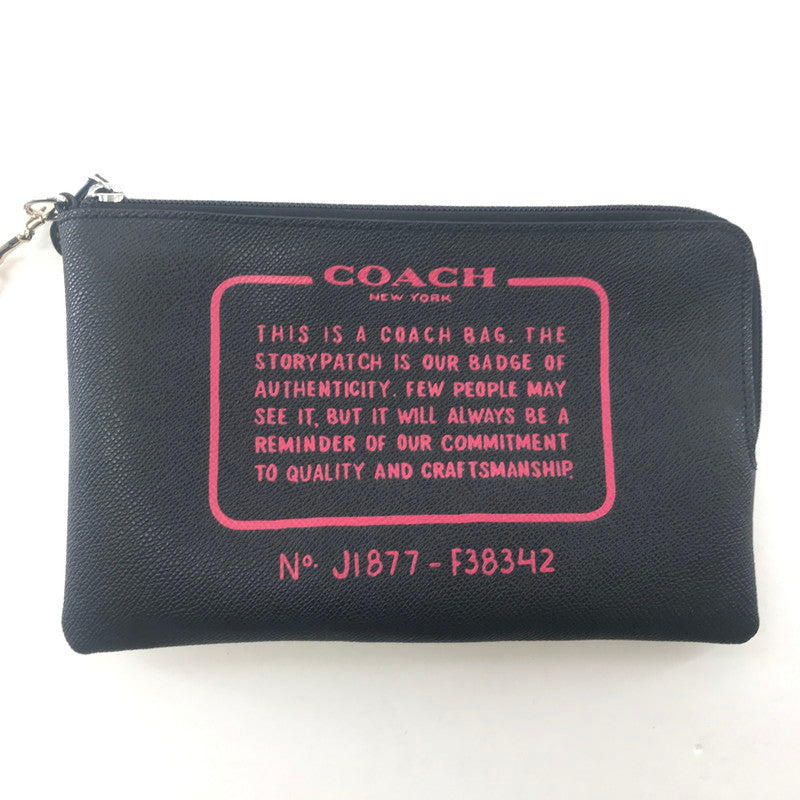 COACH
NEW YORK
THIS IS A COACH BAG. THE
STORYPATCH IS OUR BADGE OF
AUTHENTICITY. FEW PEOPLE MAY
SEE IT, BUT IT WILL ALWAYS BE A
REMINDER OF OUR COMMITMENT
TO QUALITY AND CRAFTSMANSHIP.
No. J1877 - F38342